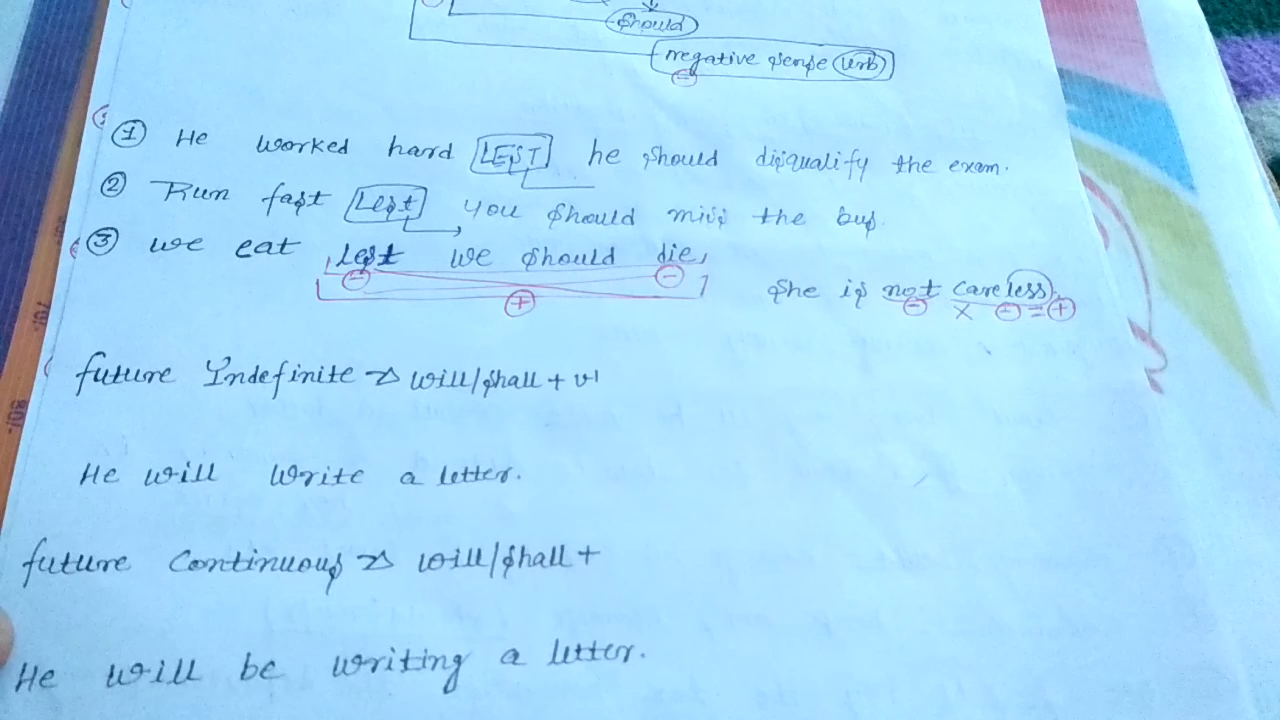 should
negative sense (verb)
① He worked hard LEST he should disqualify the exam.
② Run fast Lest, you should miss the bus.
③ we eat Lest we should die,
She is not careless.
- × - = +
future Indefinite → will/shall + v1
He will write a letter.
future Continuous → will/shall +
He will be writing a letter.